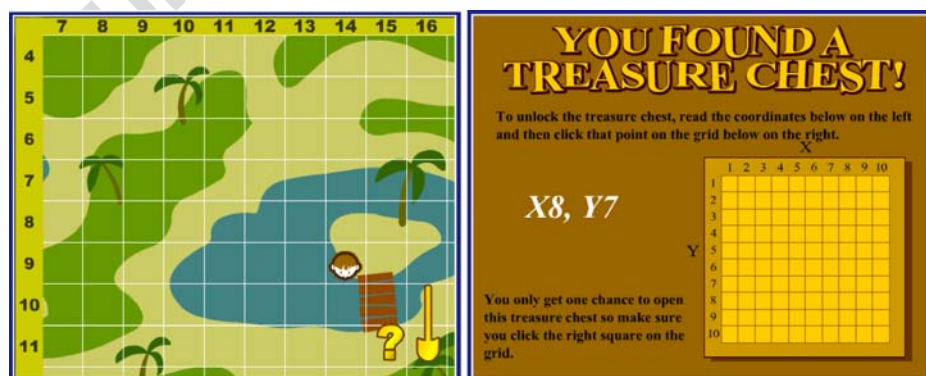 7 8 9 10 11 12 13 14 15 16
4
5
6
7
8
9
10
11
?
YOU FOUND A
TREASURE CHEST!
To unlock the treasure chest, read the coordinates below on the left
and then click that point on the grid below on the right.
X
1 2 3 4 5 6 7 8 9 10
1
2
3
4
Y
5
6
7
8
9
10
X8, Y7
You only get one chance to open
this treasure chest so make sure
you click the right square on the
grid.